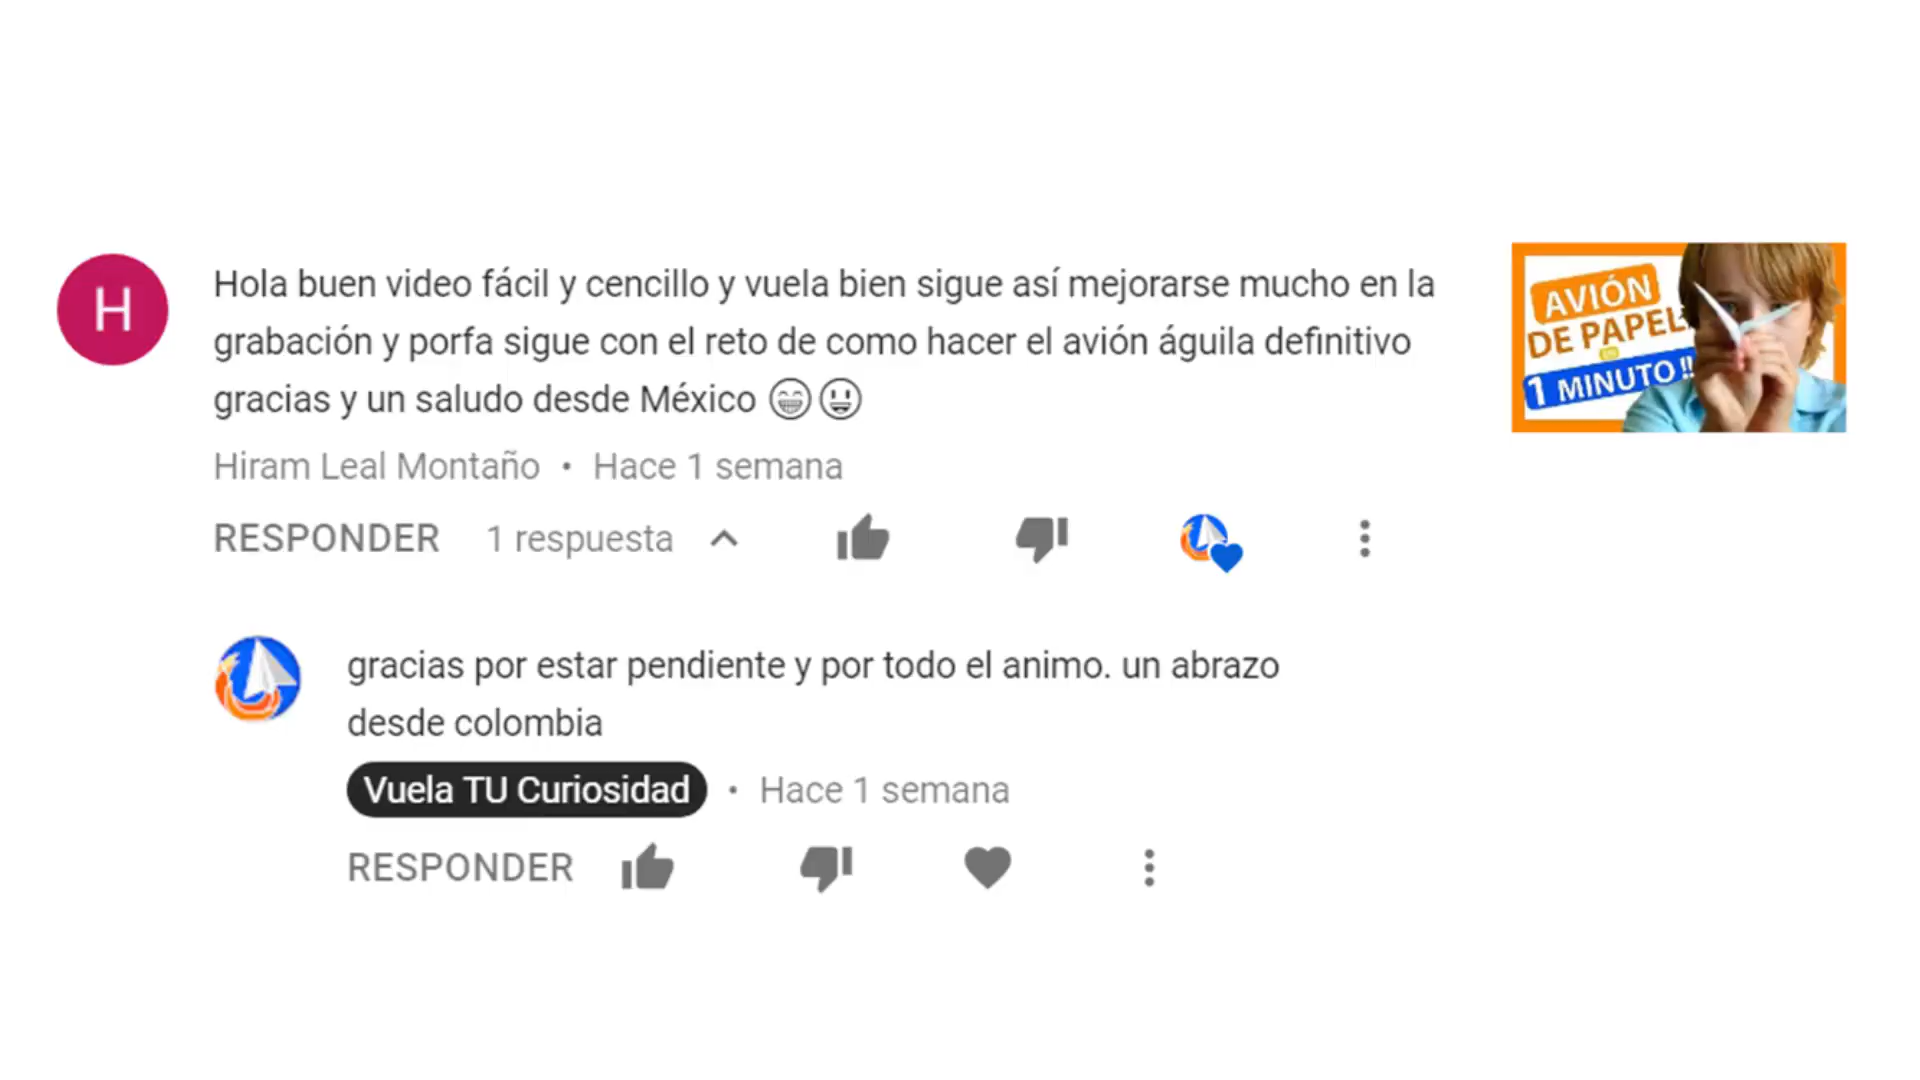 H
Hola buen video fácil y cencillo y vuela bien sigue así mejorarse mucho en la
grabación y porfa sigue con el reto de como hacer el avión águila definitivo
gracias y un saludo desde México 😁😃
Hiram Leal Montaño • Hace 1 semana
RESPONDER 1 respuesta
AVIÓN
DE PAPEL
EN
1 MINUTO!!
gracias por estar pendiente y por todo el animo. un abrazo
desde colombia
Vuela TU Curiosidad • Hace 1 semana
RESPONDER